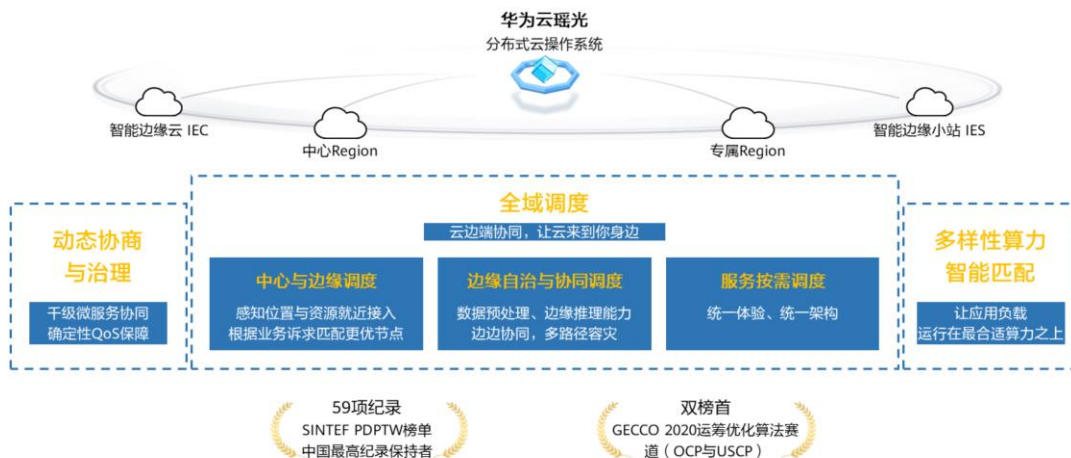 华为云瑶光
分布式云操作系统
智能边缘云 IEC
中心Region
专属Region
智能边缘小站 IES
全域调度
云边端协同，让云来到你身边
动态协商
与治理
千级微服务协同
确定性QoS保障
中心与边缘调度
感知位置与资源就近接入
根据业务诉求匹配更优节点
边缘自治与协同调度
数据预处理、边缘推理能力
边边协同，多路径容灾
服务按需调度
统一体验、统一架构
多样性算力
智能匹配
让应用负载
运行在最合适算力之上
59项纪录
SINTEF PDPTW榜单
中国最高纪录保持者
双榜首
GECCO 2020运筹优化算法赛
道（OCP与USCP）